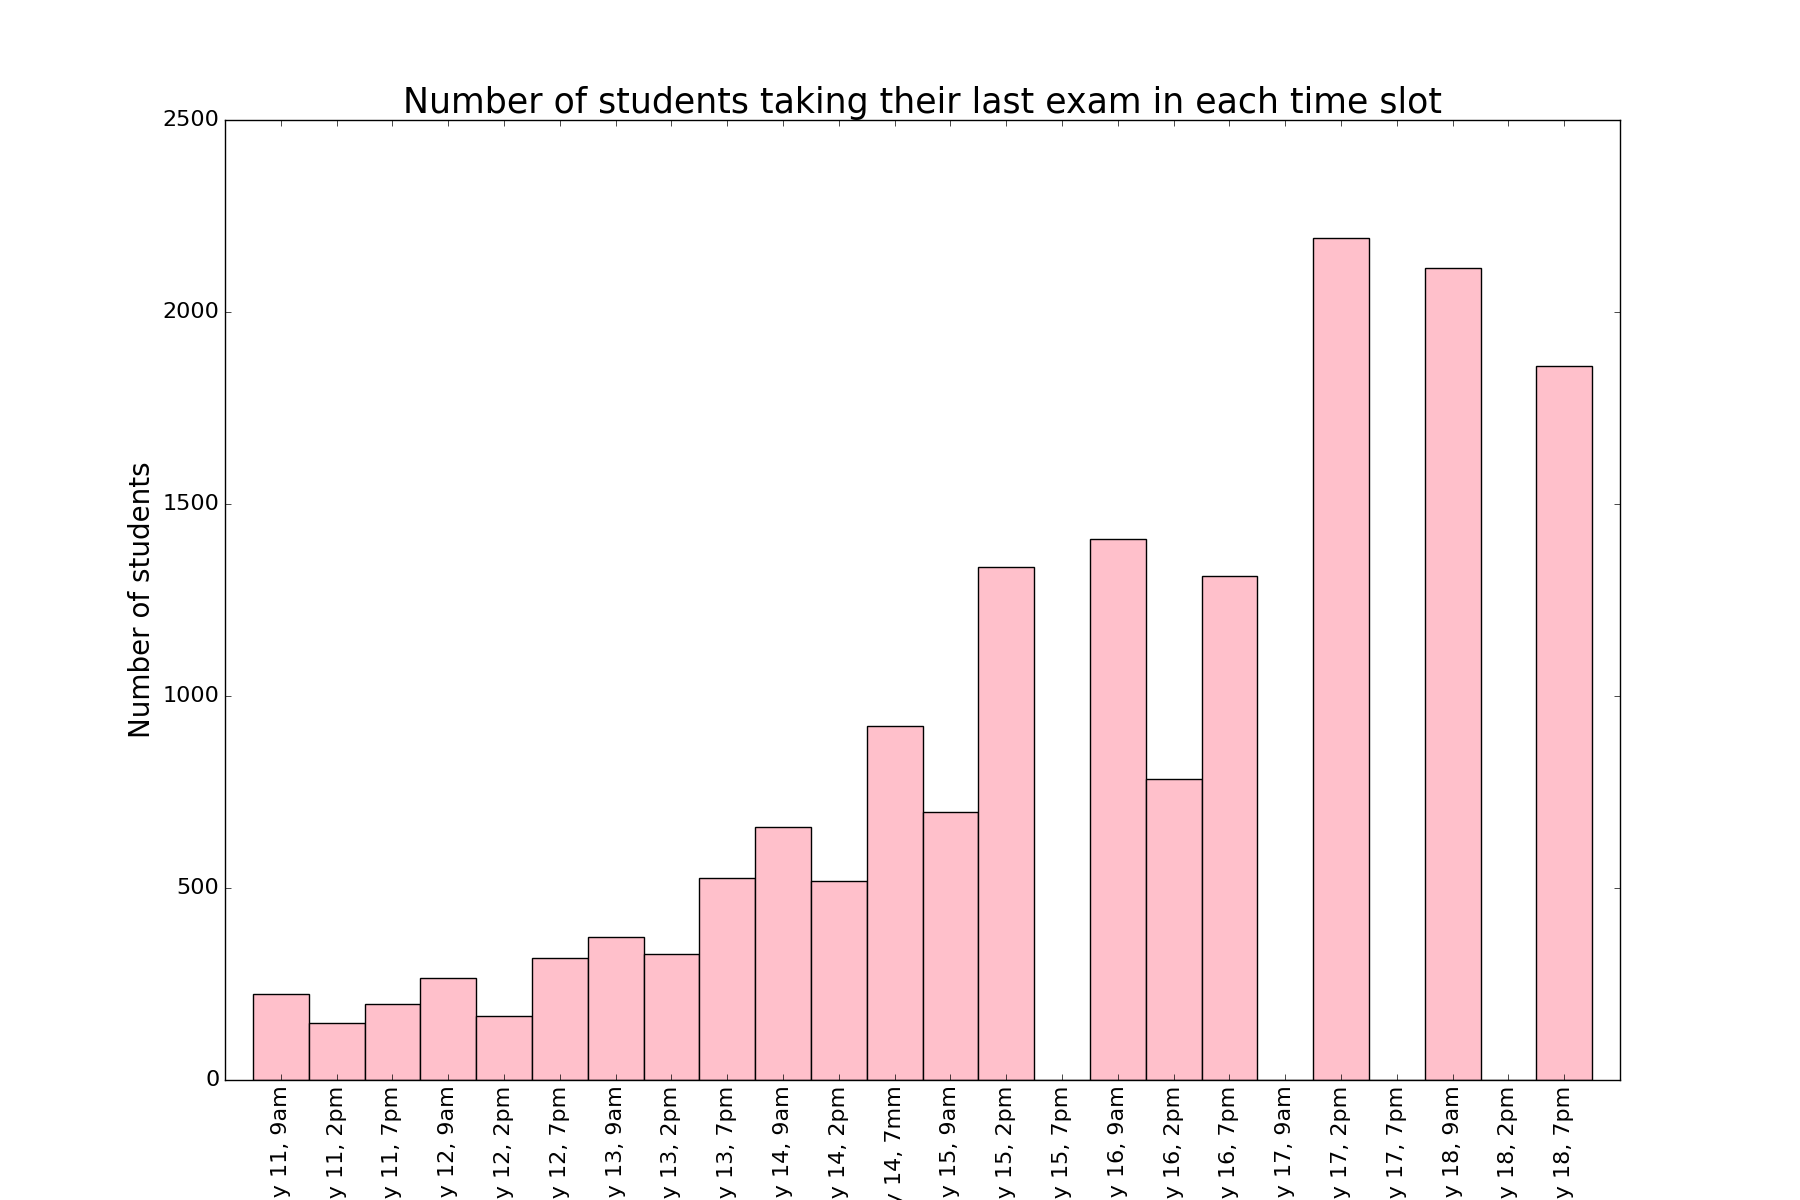 Number of students taking their last exam in each time slot
Number of students
2500
2000
1500
1000
500
0
y 11, 9am
y 11, 2pm
y 11, 7pm
y 12, 9am
y 12, 2pm
y 12, 7pm
y 13, 9am
y 13, 2pm
y 13, 7pm
y 14, 9am
y 14, 2pm
y 14, 7mm
y 15, 9am
y 15, 2pm
y 15, 7pm
y 16, 9am
y 16, 2pm
y 16, 7pm
y 17, 9am
y 17, 2pm
y 17, 7pm
y 18, 9am
y 18, 2pm
y 18, 7pm